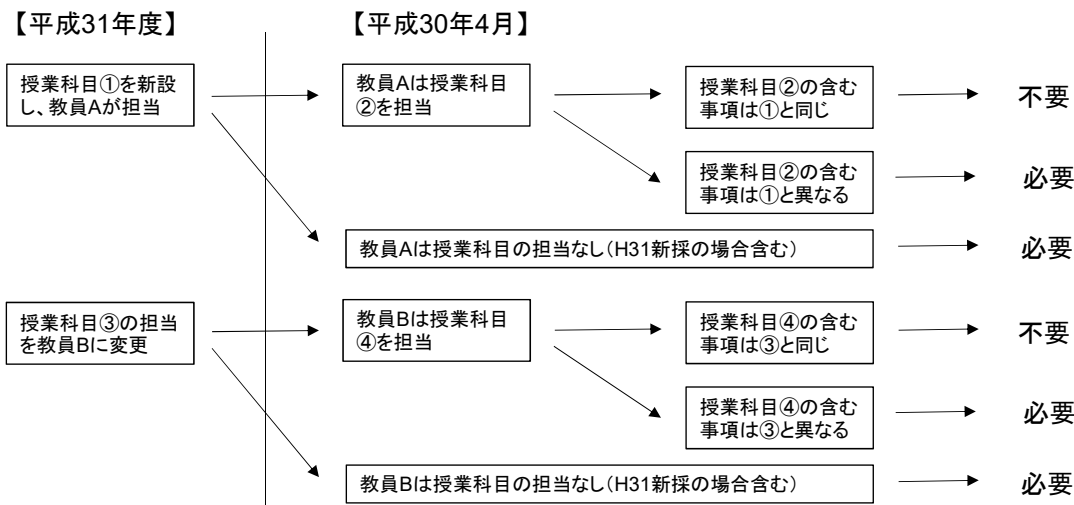 【平成31年度】
【平成30年4月】
授業科目①を新設
し、教員Aが担当
教員Aは授業科目
②を担当
授業科目②の含む
事項は①と同じ
不要
授業科目②の含む
事項は①と異なる
必要
教員Aは授業科目の担当なし（H31新採の場合含む）
必要
授業科目③の担当
を教員Bに変更
教員Bは授業科目
④を担当
授業科目④の含む
事項は③と同じ
不要
授業科目④の含む
事項は③と異なる
必要
教員Bは授業科目の担当なし（H31新採の場合含む）
必要